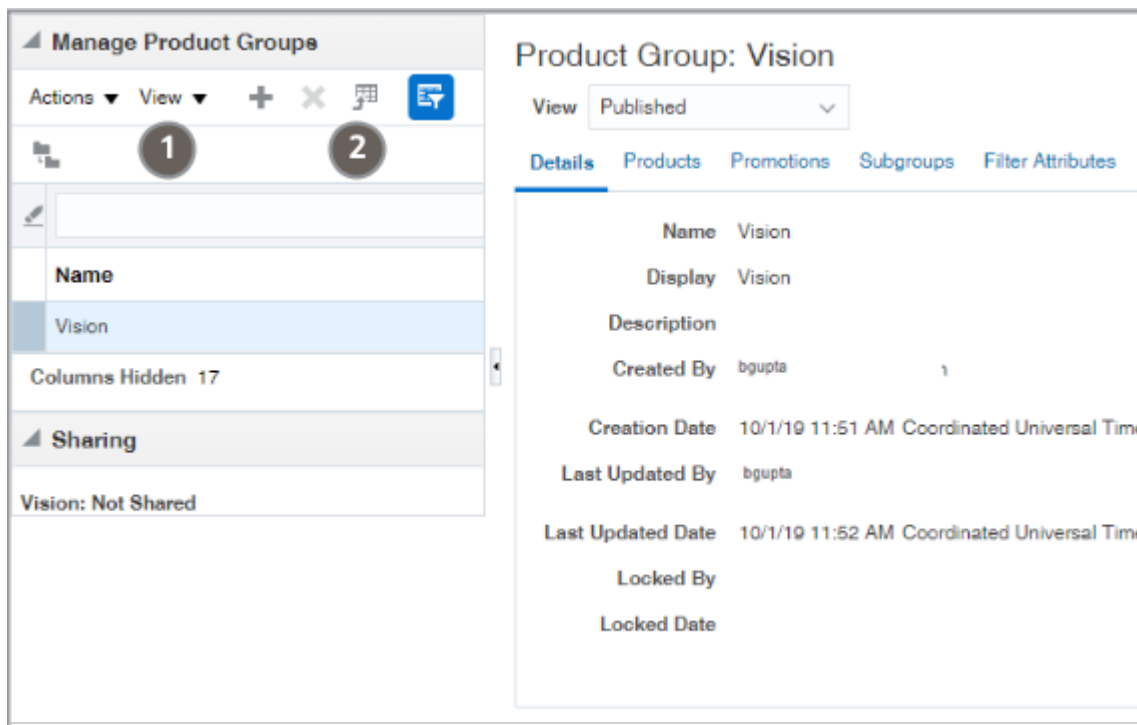 Manage Product Groups
Actions View
1 2
Name
Vision
Columns Hidden 17
Sharing
Vision: Not Shared
Product Group: Vision
View Published
Details Products Promotions Subgroups Filter Attributes
Name Vision
Display Vision
Description
Created By bgupta
Creation Date 10/1/19 11:51 AM Coordinated Universal Time
Last Updated By bgupta
Last Updated Date 10/1/19 11:52 AM Coordinated Universal Time
Locked By
Locked Date